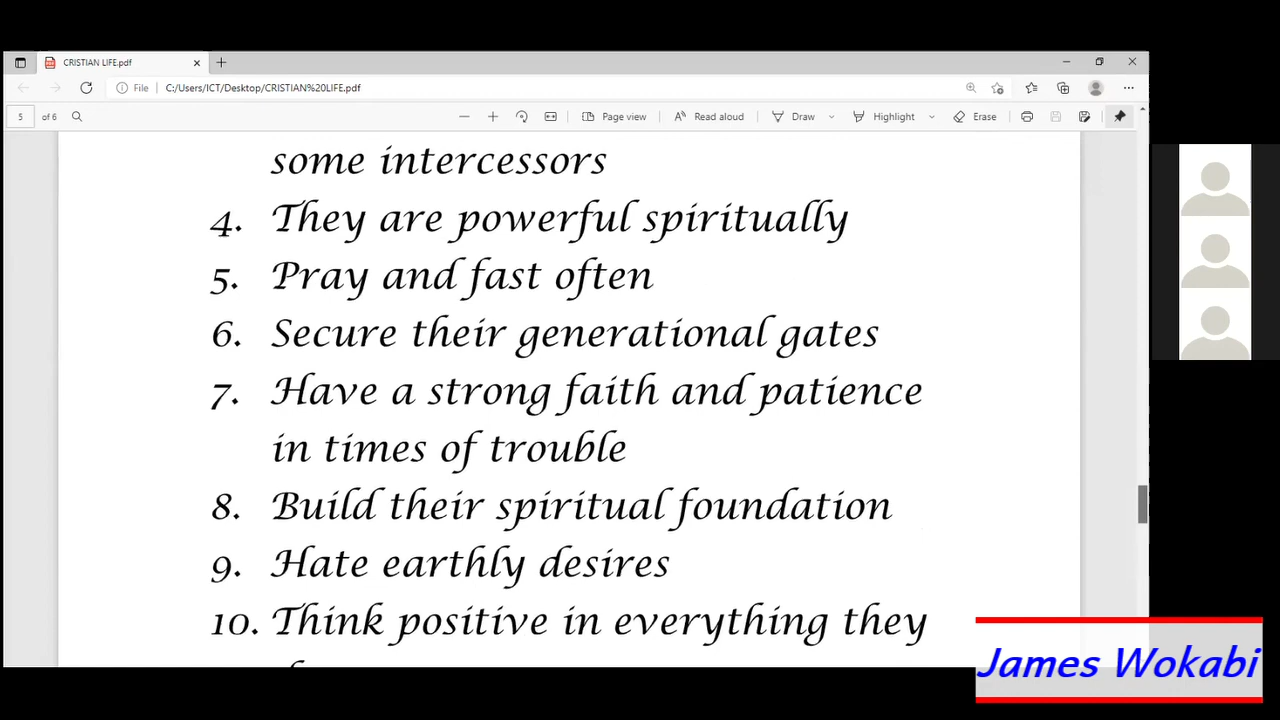 CRISTIAN LIFE.pdf
File C:/Users/ICT/Desktop/CRISTIAN%20LIFE.pdf
5 of 6 Page view Read aloud Draw Highlight Erase
some intercessors
4. They are powerful spiritually
5. Pray and fast often
6. Secure their generational gates
7. Have a strong faith and patience
in times of trouble
8. Build their spiritual foundation
9. Hate earthly desires
10. Think positive in everything they
James Wokabi